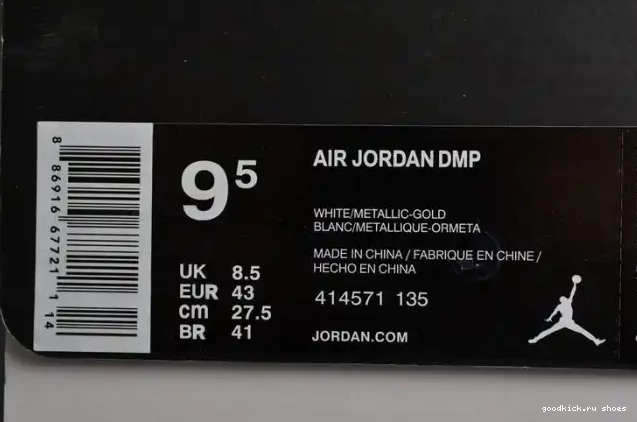 8 86916 67721 1 14
9 5
AIR JORDAN DMP
WHITE/METALLIC-GOLD
BLANC/METALLIQUE-ORMETA
MADE IN CHINA / FABRIQUE EN CHINE /
HECHO EN CHINA
UK 8.5
EUR 43
cm 27.5
BR 41
414571 135
JORDAN.COM
goodkick.ru shoes